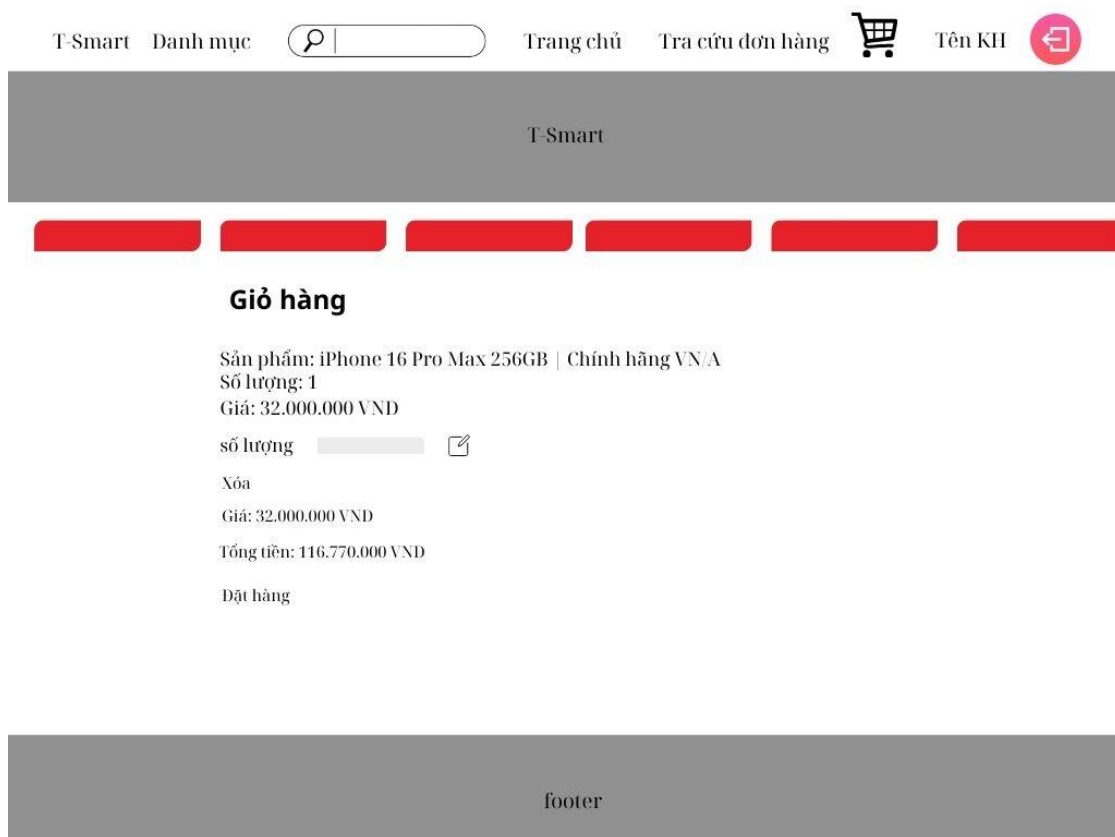 T-Smart Danh mục Trang chủ Tra cứu đơn hàng Tên KH
T-Smart
Giỏ hàng
Sản phẩm: iPhone 16 Pro Max 256GB | Chính hãng VN/A
Số lượng: 1
Giá: 32.000.000 VND
số lượng
Xóa
Giá: 32.000.000 VND
Tổng tiền: 116.770.000 VND
Đặt hàng
footer